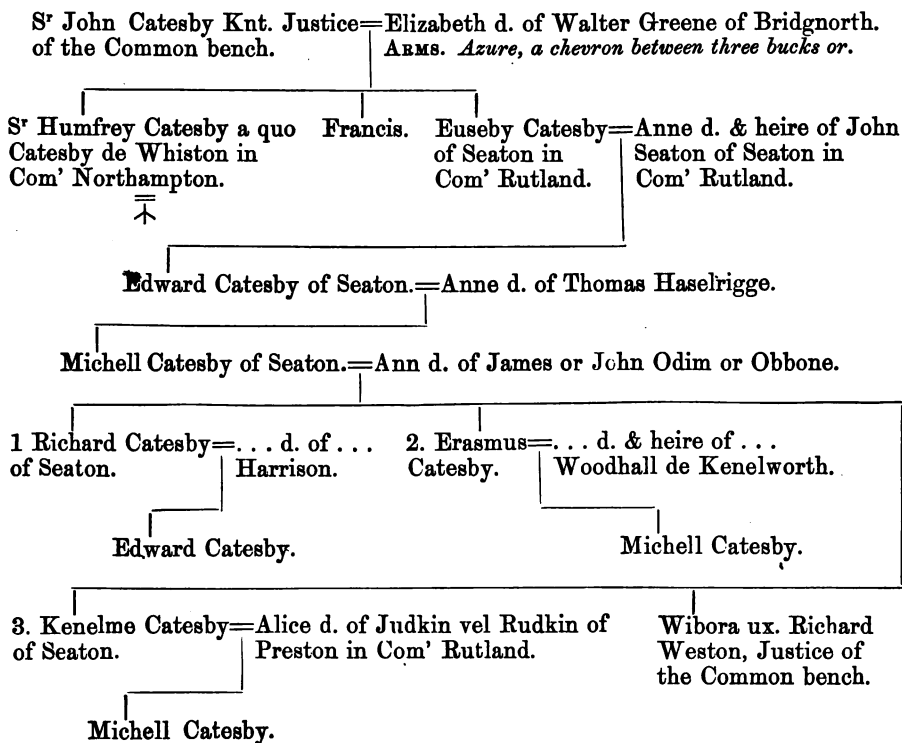 Sr John Catesby Knt. Justice=Elizabeth d. of Walter Greene of Bridgnorth.
of the Common bench. ARMS. Azure, a chevron between three bucks or.
Sr Humfrey Catesby a quo
Catesby de Whiston in
Com' Northampton.
Francis.
Euseby Catesby=Anne d. & heire of John
of Seaton in Seaton of Seaton in
Com' Rutland. Com' Rutland.
Edward Catesby of Seaton.=Anne d. of Thomas Haselrigge.
Michell Catesby of Seaton.=Ann d. of James or John Odim or Obbone.
1 Richard Catesby=... d. of ...
of Seaton. Harrison.
2. Erasmus=... d. & heire of ...
Catesby. Woodhall de Kenelworth.
Edward Catesby.
Michell Catesby.
3. Kenelme Catesby=Alice d. of Judkin vel Rudkin of
of Seaton. Preston in Com' Rutland.
Wibora ux. Richard
Weston, Justice of
the Common bench.
Michell Catesby.